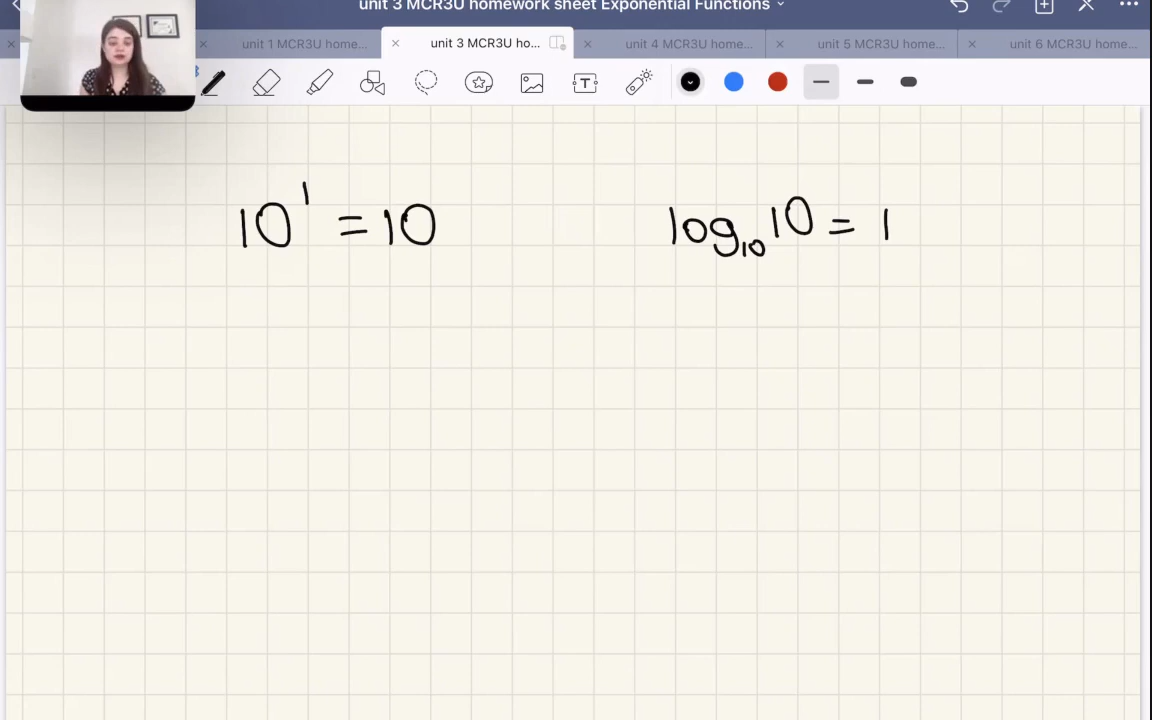 unit 3 MCR3U homework sheet Exponential Functions
unit 1 MCR3U home...
unit 3 MCR3U ho...
unit 4 MCR3U home...
unit 5 MCR3U home...
unit 6 MCR3U home...
T
10¹ = 10
log₁₀10 = 1